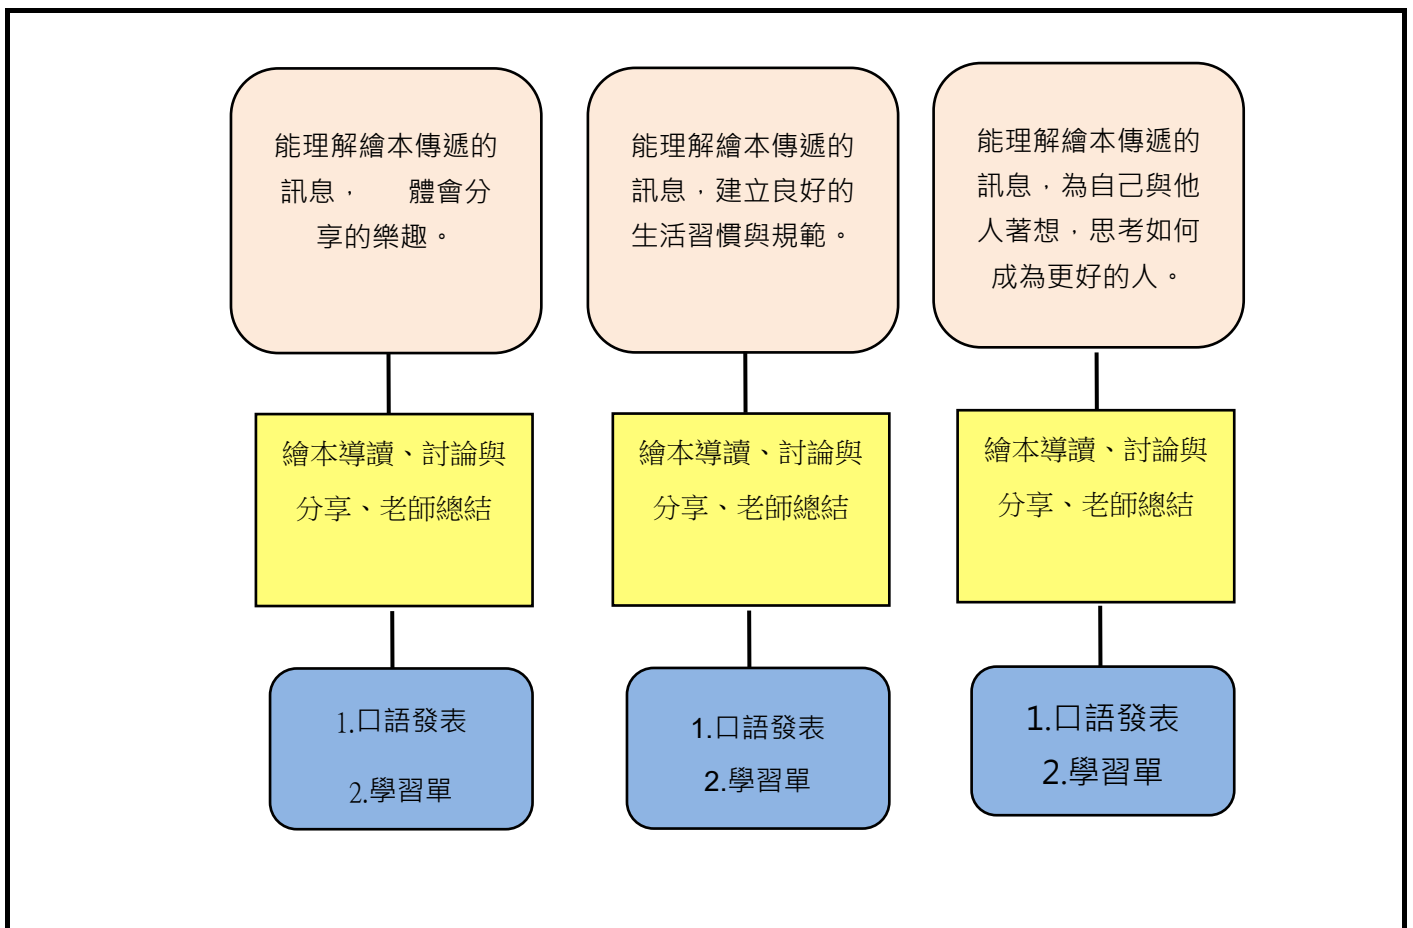 能理解繪本傳遞的
訊息，　　體會分
享的樂趣。
繪本導讀、討論與
分享、老師總結
1.口語發表
2.學習單
能理解繪本傳遞的
訊息，建立良好的
生活習慣與規範。
繪本導讀、討論與
分享、老師總結
1.口語發表
2.學習單
能理解繪本傳遞的
訊息，為自己與他
人著想，思考如何
成為更好的人。
繪本導讀、討論與
分享、老師總結
1.口語發表
2.學習單